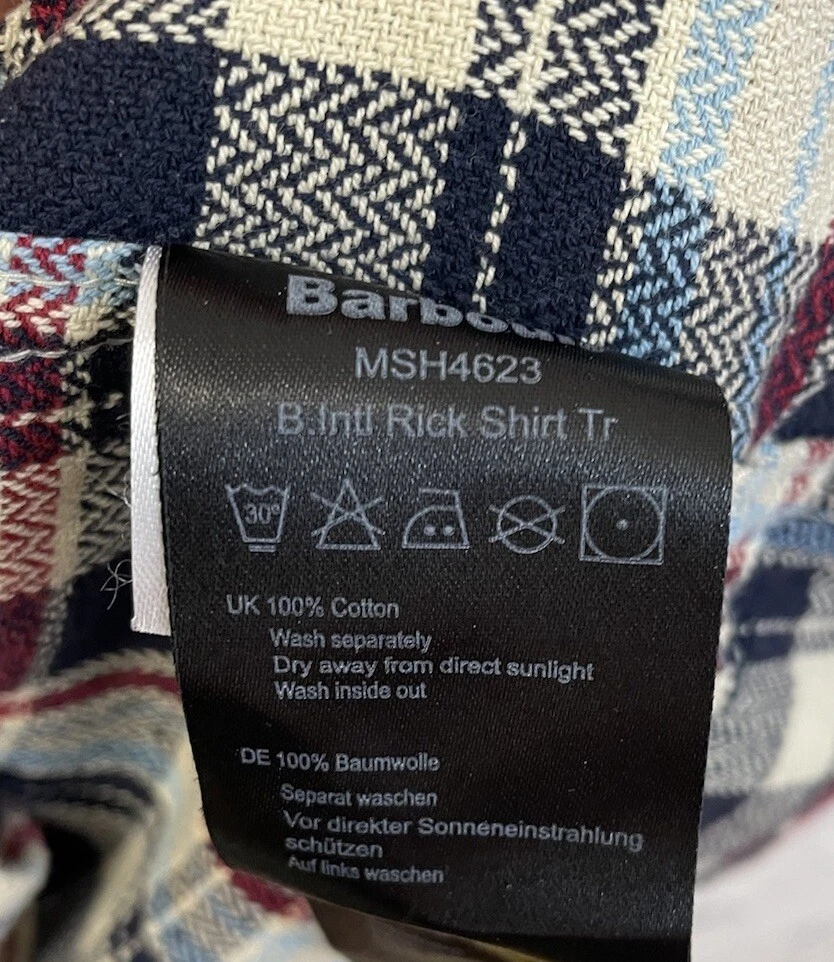 Barbour
MSH4623
B.Intl Rick Shirt Tr
30°
UK 100% Cotton
Wash separately
Dry away from direct sunlight
Wash inside out
DE 100% Baumwolle
Separat waschen
Vor direkter Sonneneinstrahlung
schützen
Auf links waschen